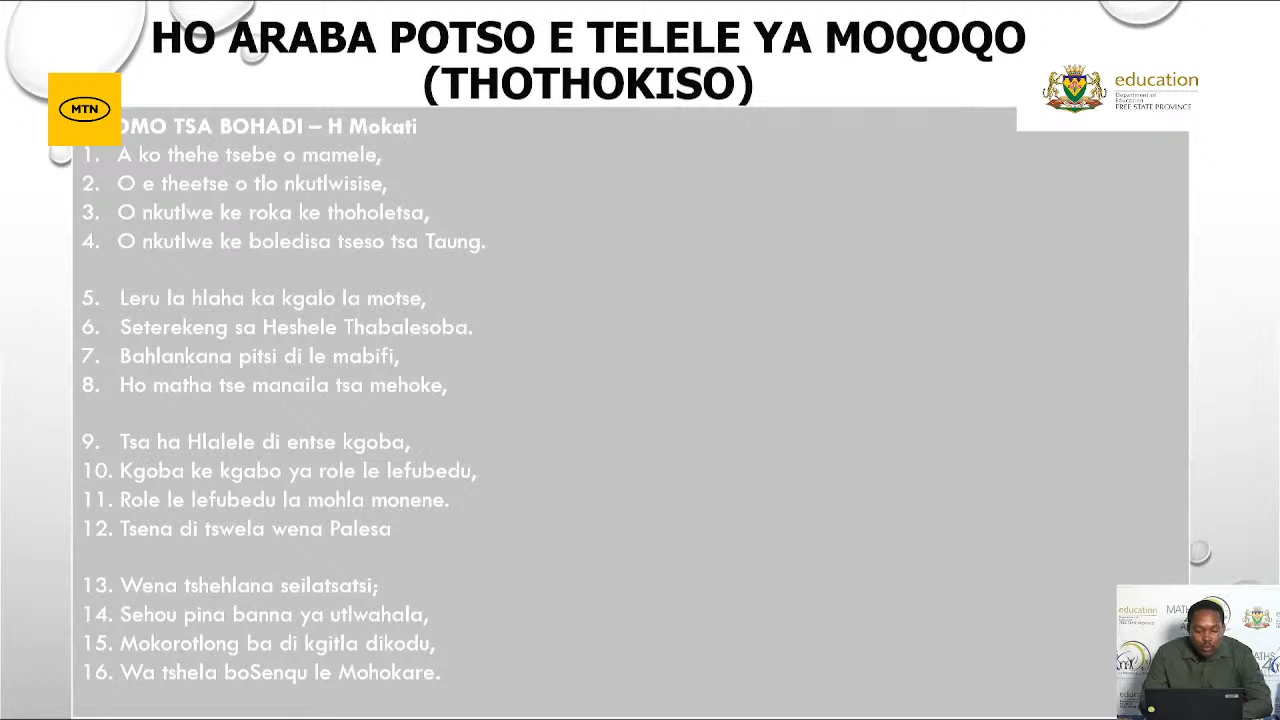 HO ARABA POTSO E TELELE YA MOQOQO
(THOTHOKISO)
MTN
education
Department of
Education
FREE STATE PROVINCE
TSA BOHADI – H Mokati
1. A ko thehe tsebe o mamele,
2. O e theetse o tlo nkutlwisise,
3. O nkutlwe ke roka ke thoholetsa,
4. O nkutlwe ke boledisa tseso tsa Taung.
5. Leru la hlaha ka kgalo la motse,
6. Seterekeng sa Heshele Thabalesoba.
7. Bahlankana pitsi di le mabifi,
8. Ho matha tse manaila tsa mehoke,
9. Tsa ha Hlalele di entse kgoba,
10. Kgoba ke kgabo ya role le lefubedu,
11. Role le lefubedu la mohla monene.
12. Tsena di tswela wena Palesa
13. Wena tshehlana seilatsatsi;
14. Sehou pina banna ya utlwahala,
15. Mokorotlong ba di kgitla dikodu,
16. Wa tshela boSenqu le Mohokare.
education
FREE STATE PROVINCE
MATHS